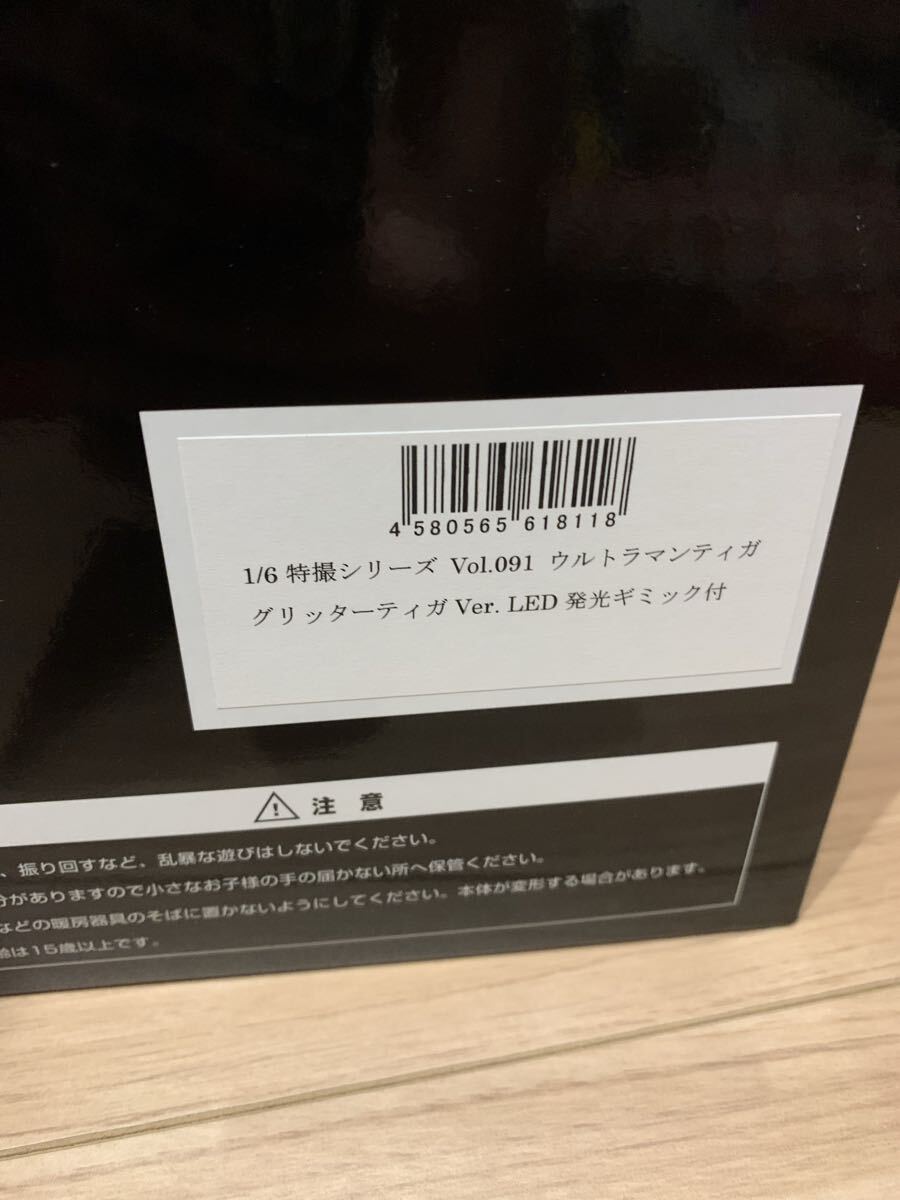 4 580565 618118
1/6 特撮シリーズ Vol.091 ウルトラマンティガ
グリッターティガ Ver. LED 発光ギミック付
注 意
、振り回すなど、乱暴な遊びはしないでください。
がありますので小さなお子様の手の届かない所へ保管ください。
などの暖房器具のそばに置かないようにしてください。本体が変形する場合があります。
齢は15歳以上です。